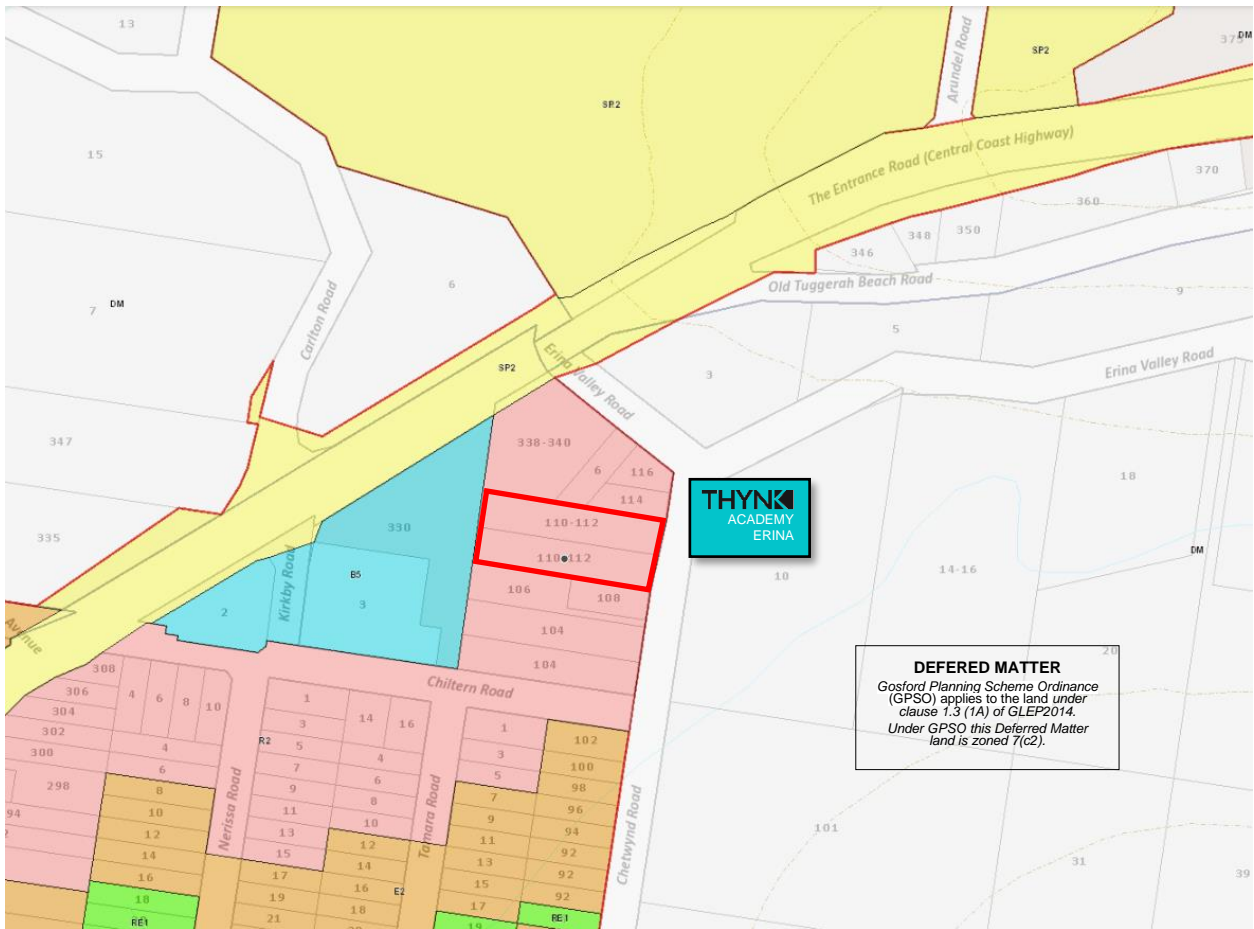 13
Arundel Road
SP2
375
DM
SP2
The Entrance Road (Central Coast Highway)
15
370
360
350
348
346
Old Tuggerah Beach Road
6
Carlton Road
7
DM
9
5
Erina Valley Road
SP2
Erina Valley Road
3
347
338-340
6
116
114
18
THYNK
ACADEMY
ERINA
110-112
330
335
110-112
DM
B5
Kirkby Road
10
14-16
3
106
108
2
Avenue
104
104
20
DEFERED MATTER
Gosford Planning Scheme Ordinance
(GPSO) applies to the land under
clause 1.3 (1A) of GLEP2014.
Under GPSO this Deferred Matter
land is zoned 7(c2).
308
306
304
302
300
298
94
4
6
8
10
4
6
Chiltern Road
1
3
5
7
9
11
13
15
14
16
4
6
8
10
R2
1
3
5
102
100
98
96
94
92
92
92
8
10
12
14
16
18
RE1
Nerissa Road
Tamara Road
Chetwynd Road
12
14
16
18
E2
17
19
21
7
9
11
13
15
17
19
RE1
101
31
39